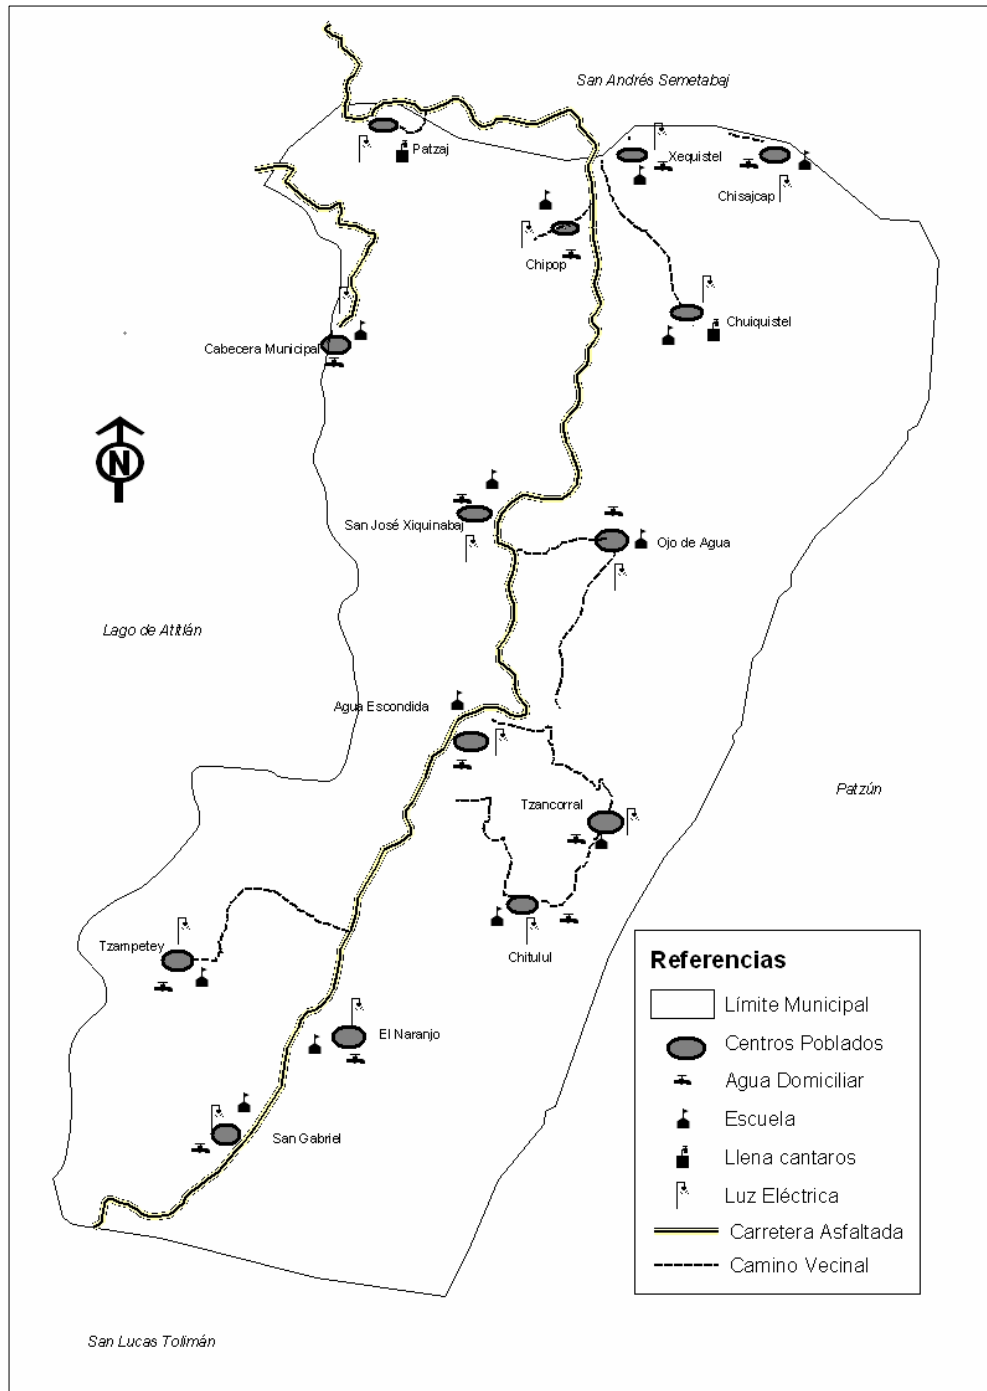 San Andrés Semetabaj
Patzaj
Xequistel
Chisajcap
Chipop
Chuiquistel
Cabecera Municipal
N
San José Xiquinabaj
Ojo de Agua
Lago de Atitlán
Agua Escondida
Patzún
Tzancorral
Tzampetey
Chitulul
El Naranjo
San Gabriel
Referencias
Límite Municipal
Centros Poblados
Agua Domiciliar
Escuela
Llena cantaros
Luz Eléctrica
Carretera Asfaltada
Camino Vecinal
San Lucas Tolimán